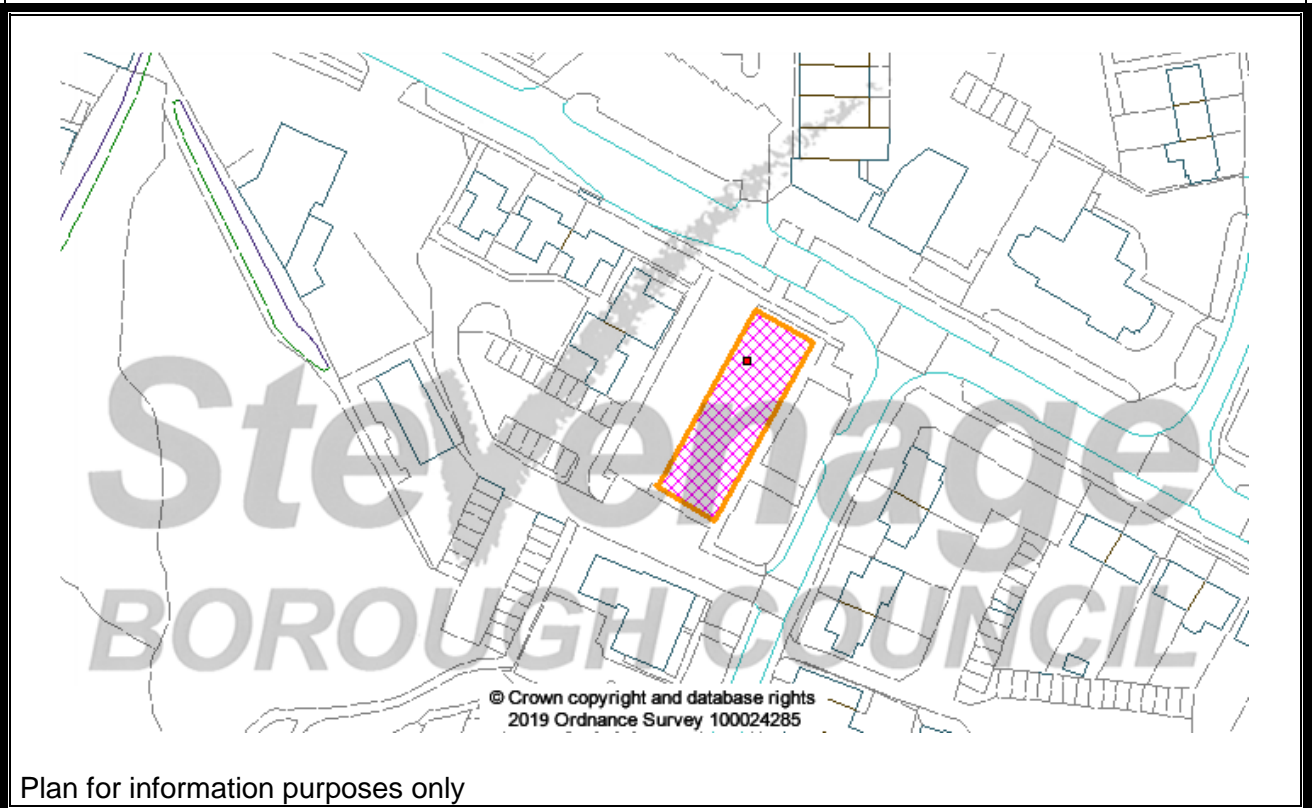 Stevenage
BOROUGH COUNCIL
© Crown copyright and database rights
2019 Ordnance Survey 100024285
Plan for information purposes only